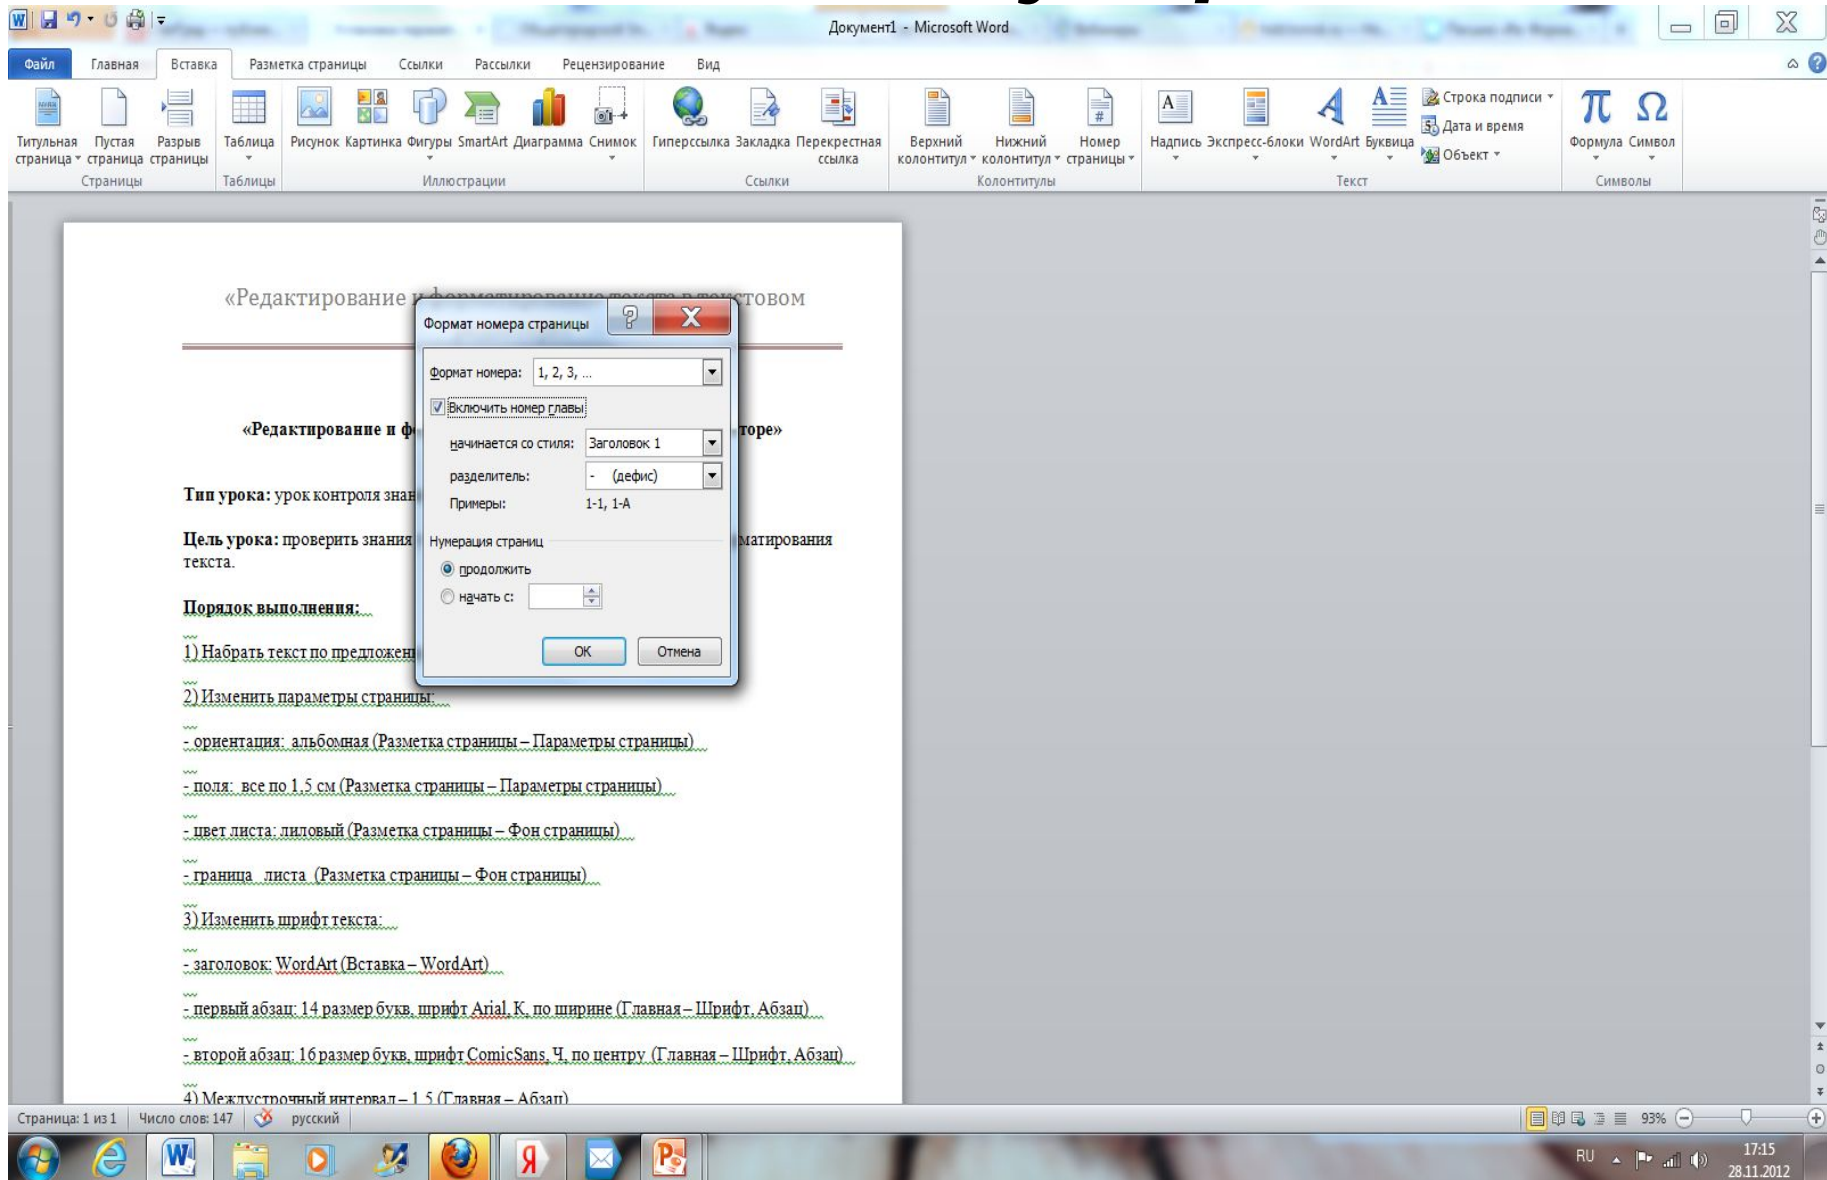 Документ1 - Microsoft Word
Файл Главная Вставка Разметка страницы Ссылки Рассылки Рецензирование Вид
Титульная страница Пустая страница Разрыв страницы Таблица Рисунок Картинка Фигуры SmartArt Диаграмма Снимок Гиперссылка Закладка Перекрестная ссылка Верхний колонтитул Нижний колонтитул Номер страницы Надпись Экспресс-блоки WordArt Буквица Строка подписи
Дата и время
Объект
Формула Символ
Страницы Таблицы Иллюстрации Ссылки Колонтитулы Текст Символы
«Редактирование и форматирование текста в текстовом
Формат номера страницы
Формат номера: 1, 2, 3, ...
Включить номер главы
начинается со стиля: Заголовок 1
разделитель: - (дефис)
Примеры: 1-1, 1-A
Нумерация страниц
продолжить
начать с:
ОК Отмена
«Редактирование и ф
торе»
Тип урока: урок контроля знан
Цель урока: проверить знания
матирования
текста.
Порядок выполнения:
1) Набрать текст по предложен
2) Изменить параметры страницы:
- ориентация: альбомная (Разметка страницы – Параметры страницы)
- поля: все по 1.5 см (Разметка страницы – Параметры страницы)
- цвет листа: лиловый (Разметка страницы – Фон страницы)
- граница листа (Разметка страницы – Фон страницы)
3) Изменить шрифт текста:
- заголовок: WordArt (Вставка – WordArt)
- первый абзац: 14 размер букв, шрифт Arial, К, по ширине (Главная – Шрифт, Абзац)
- второй абзац: 16 размер букв, шрифт ComicSans, Ч, по центру (Главная – Шрифт, Абзац)
4) Междустрочный интервал – 1.5 (Главная – Абзац)
Страница: 1 из 1 Число слов: 147 русский 93%
RU 17:15
28.11.2012